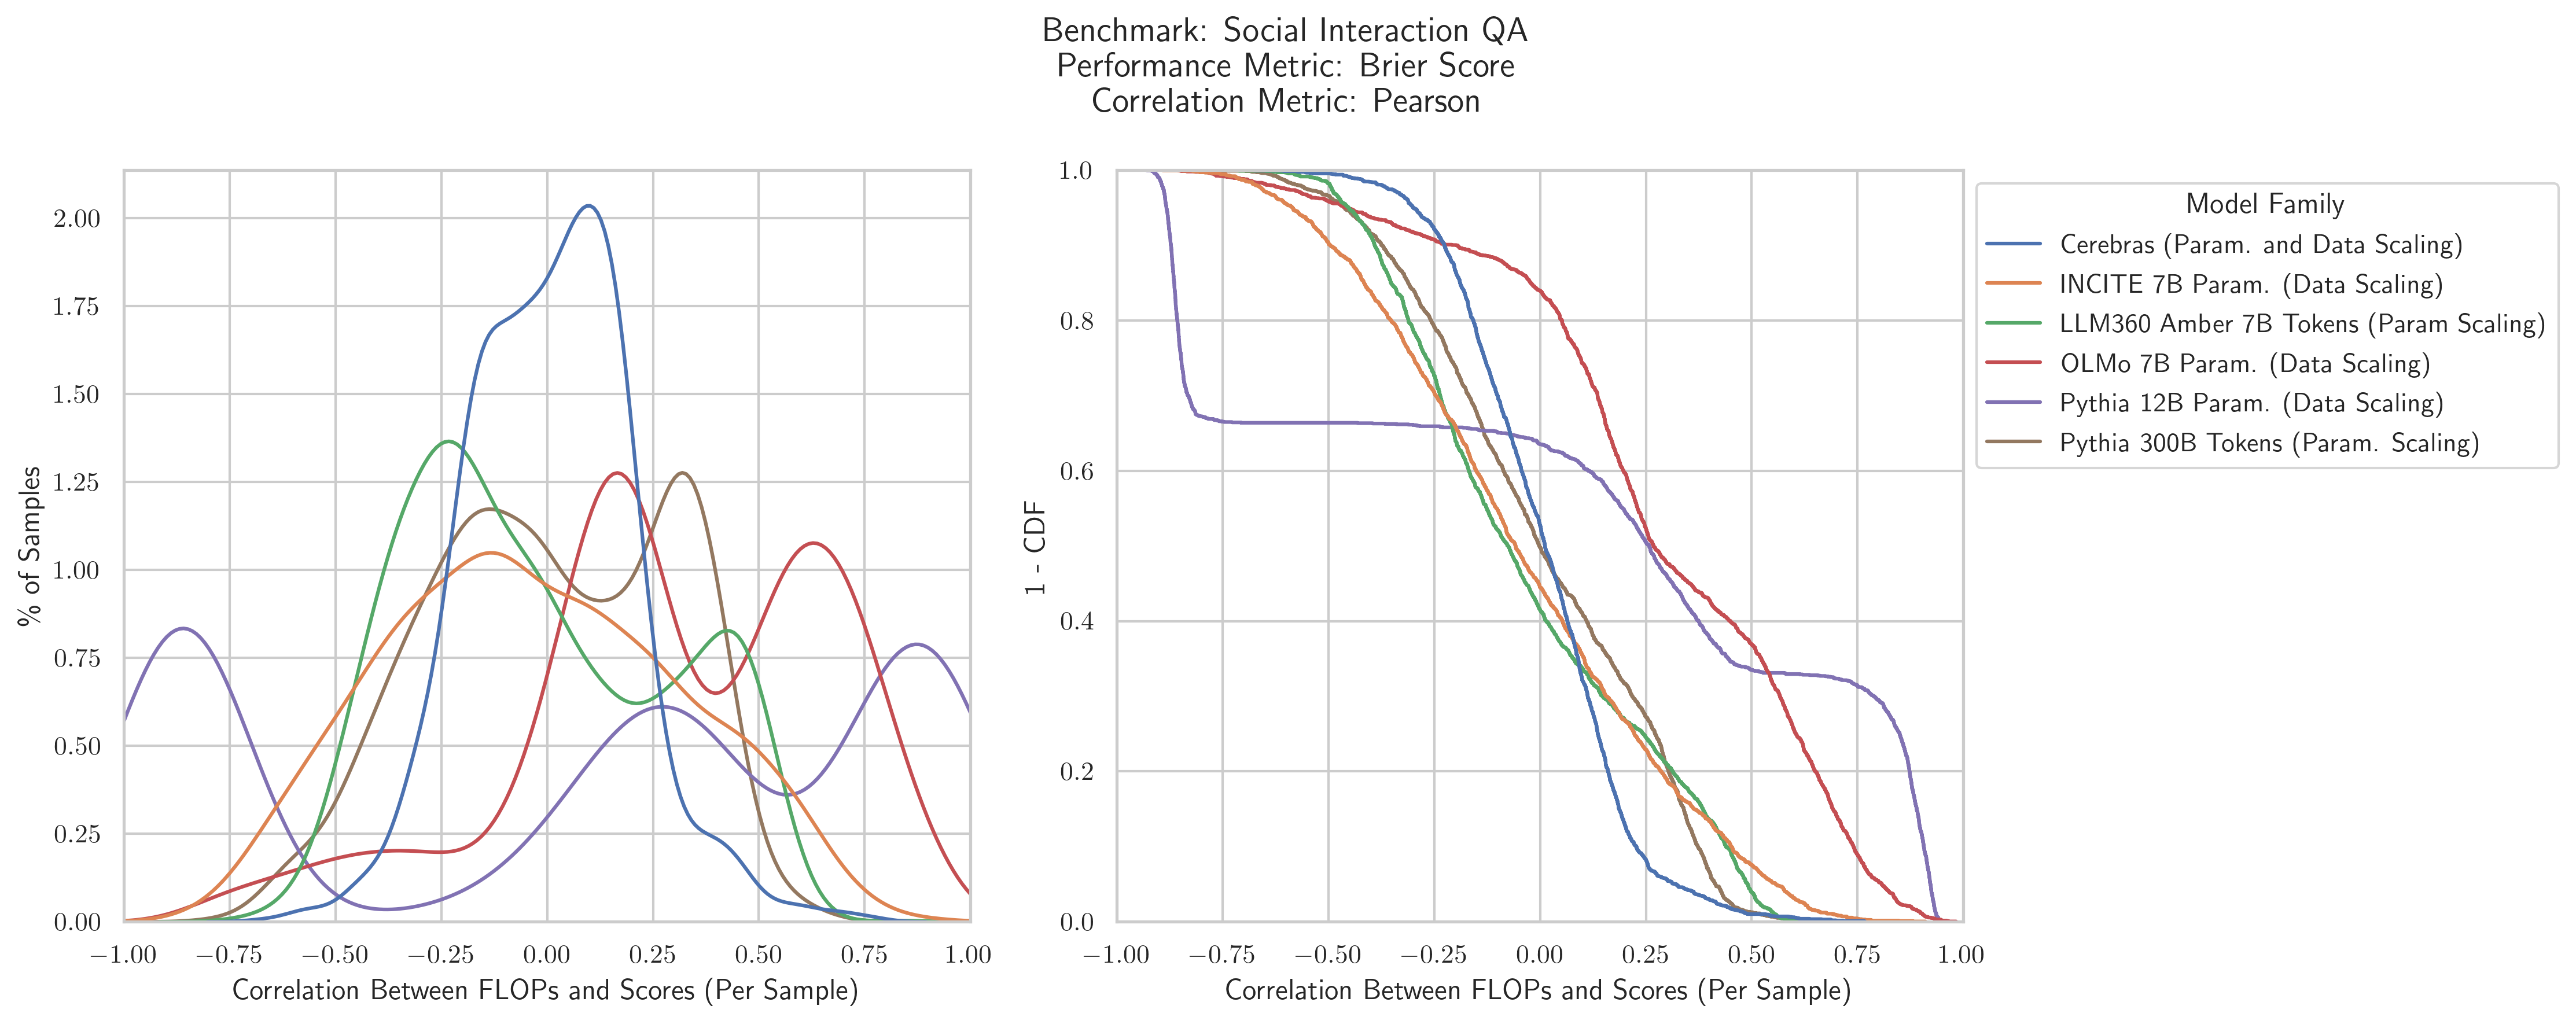 Benchmark: Social Interaction QA
Performance Metric: Brier Score
Correlation Metric: Pearson
% of Samples
2.00
1.75
1.50
1.25
1.00
0.75
0.50
0.25
0.00
−1.00 −0.75 −0.50 −0.25 0.00 0.25 0.50 0.75 1.00
Correlation Between FLOPs and Scores (Per Sample)
1 - CDF
1.0
0.8
0.6
0.4
0.2
0.0
−1.00 −0.75 −0.50 −0.25 0.00 0.25 0.50 0.75 1.00
Correlation Between FLOPs and Scores (Per Sample)
Model Family
Cerebras (Param. and Data Scaling)
INCITE 7B Param. (Data Scaling)
LLM360 Amber 7B Tokens (Param Scaling)
OLMo 7B Param. (Data Scaling)
Pythia 12B Param. (Data Scaling)
Pythia 300B Tokens (Param. Scaling)